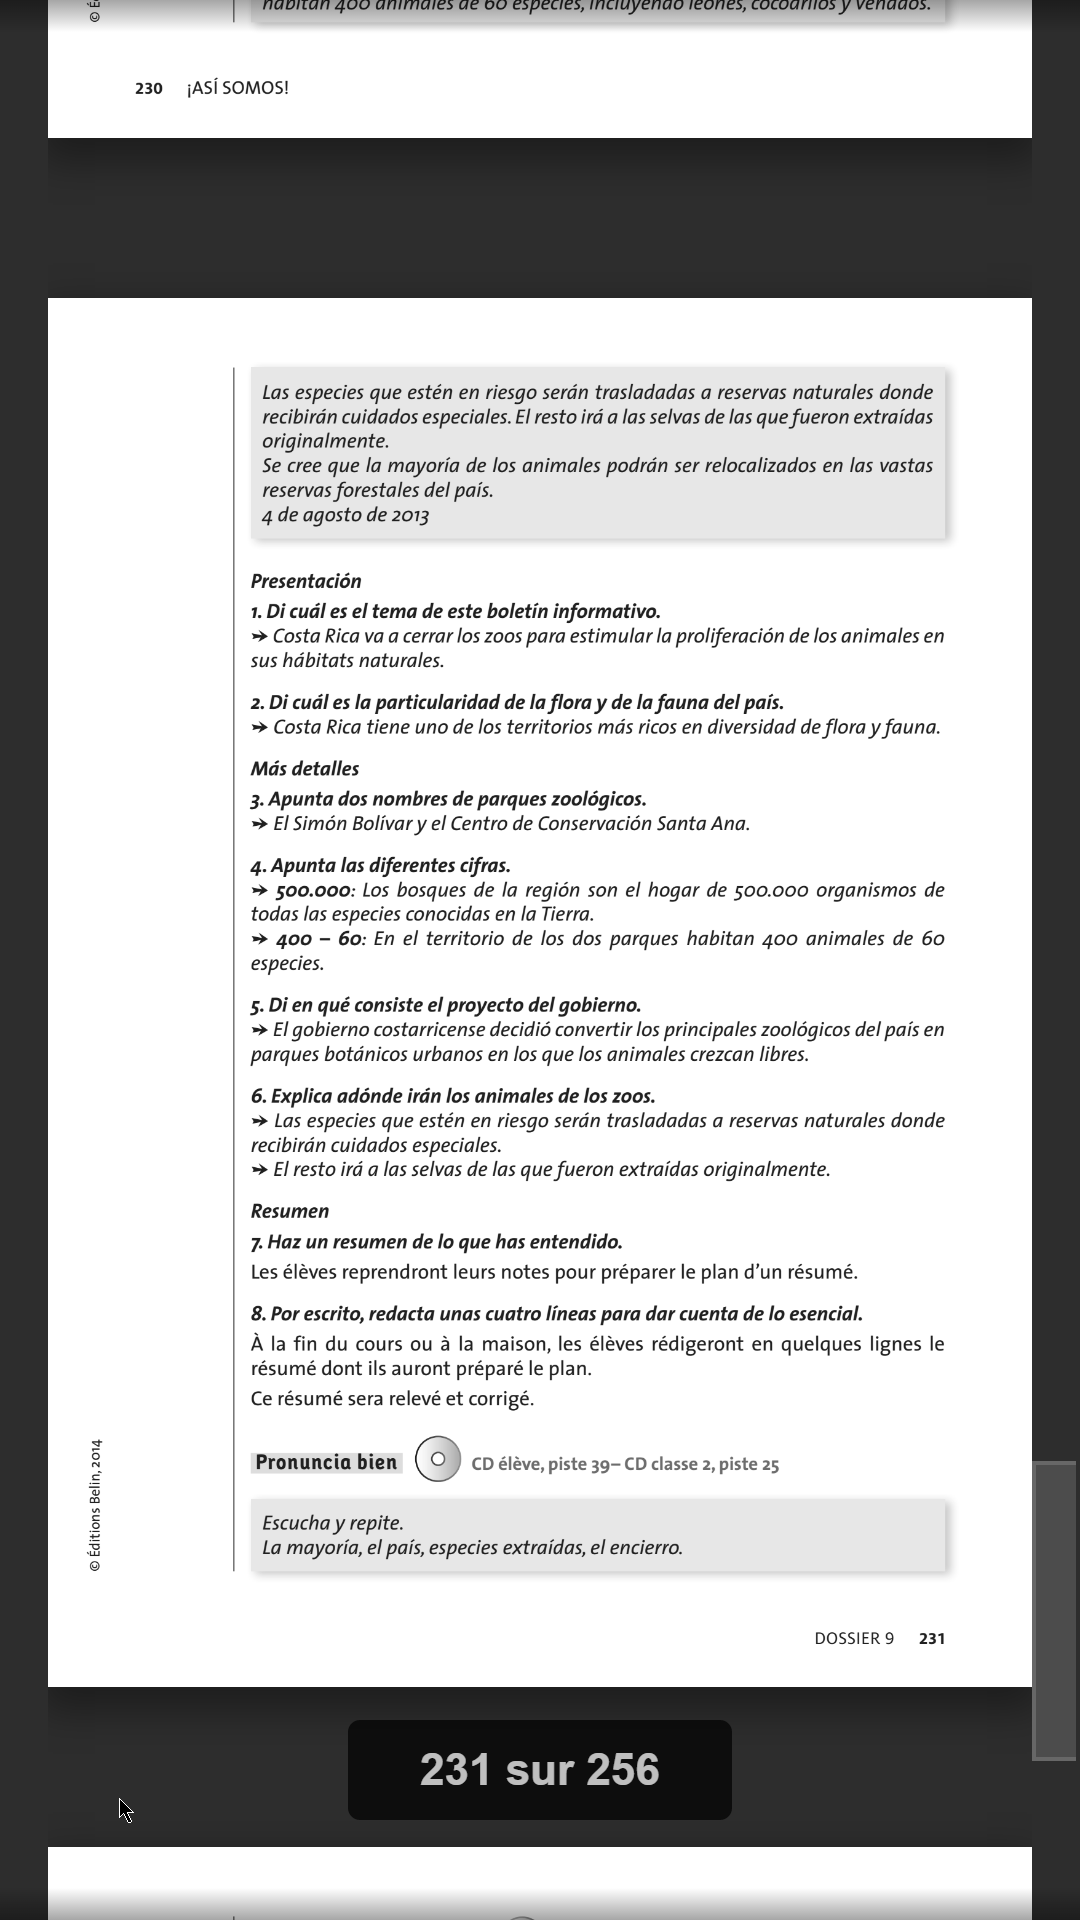 habitan 400 animales de 60 especies, incluyendo leones, cocodrilos y venados.
230 ¡ASÍ SOMOS!
Las especies que estén en riesgo serán trasladadas a reservas naturales donde
recibirán cuidados especiales. El resto irá a las selvas de las que fueron extraídas
originalmente.
Se cree que la mayoría de los animales podrán ser relocalizados en las vastas
reservas forestales del país.
4 de agosto de 2013
Presentación
1. Di cuál es el tema de este boletín informativo.
➛ Costa Rica va a cerrar los zoos para estimular la proliferación de los animales en
sus hábitats naturales.
2. Di cuál es la particularidad de la flora y de la fauna del país.
➛ Costa Rica tiene uno de los territorios más ricos en diversidad de flora y fauna.
Más detalles
3. Apunta dos nombres de parques zoológicos.
➛ El Simón Bolívar y el Centro de Conservación Santa Ana.
4. Apunta las diferentes cifras.
➛ 500.000: Los bosques de la región son el hogar de 500.000 organismos de
todas las especies conocidas en la Tierra.
➛ 400 – 60: En el territorio de los dos parques habitan 400 animales de 60
especies.
5. Di en qué consiste el proyecto del gobierno.
➛ El gobierno costarricense decidió convertir los principales zoológicos del país en
parques botánicos urbanos en los que los animales crezcan libres.
6. Explica adónde irán los animales de los zoos.
➛ Las especies que estén en riesgo serán trasladadas a reservas naturales donde
recibirán cuidados especiales.
➛ El resto irá a las selvas de las que fueron extraídas originalmente.
Resumen
7. Haz un resumen de lo que has entendido.
Les élèves reprendront leurs notes pour préparer le plan d’un résumé.
8. Por escrito, redacta unas cuatro líneas para dar cuenta de lo esencial.
À la fin du cours ou à la maison, les élèves rédigeront en quelques lignes le
résumé dont ils auront préparé le plan.
Ce résumé sera relevé et corrigé.
Pronuncia bien CD élève, piste 39– CD classe 2, piste 25
Escucha y repite.
La mayoría, el país, especies extraídas, el encierro.
© Éditions Belin, 2014
DOSSIER 9 231
231 sur 256